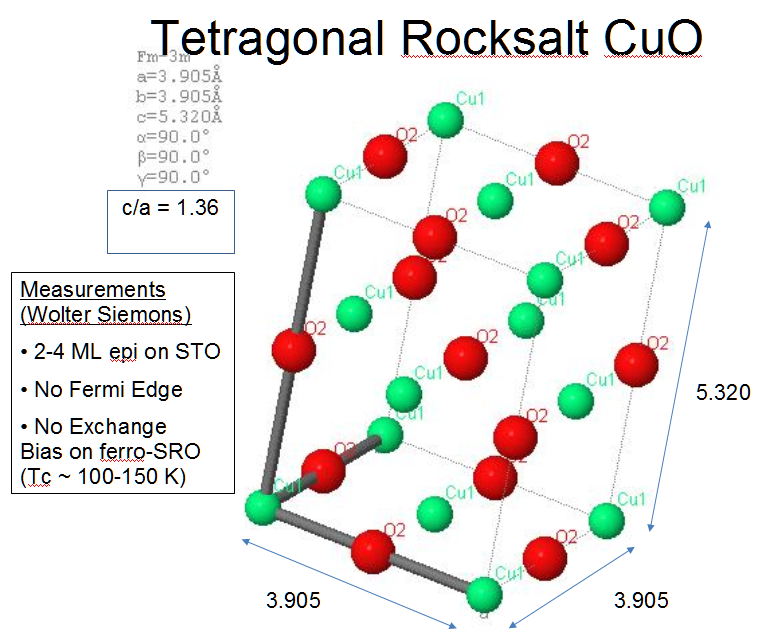 Tetragonal Rocksalt CuO
Fm-3m
a=3.905Å
b=3.905Å
c=5.320Å
α=90.0°
β=90.0°
γ=90.0°
c/a = 1.36
Measurements
(Wolter Siemons)
• 2-4 ML epi on STO
• No Fermi Edge
• No Exchange
Bias on ferro-SRO
(Tc ~ 100-150 K)
Cu1
O2
O2
Cu1
Cu1
Cu1
O2
O2
Cu1
O2
Cu1
Cu1
O2
O2
O2
Cu1
Cu1
Cu1
O2
O2
O2
Cu1
Cu1
Cu1
O2
O2
Cu1
a
5.320
3.905
3.905